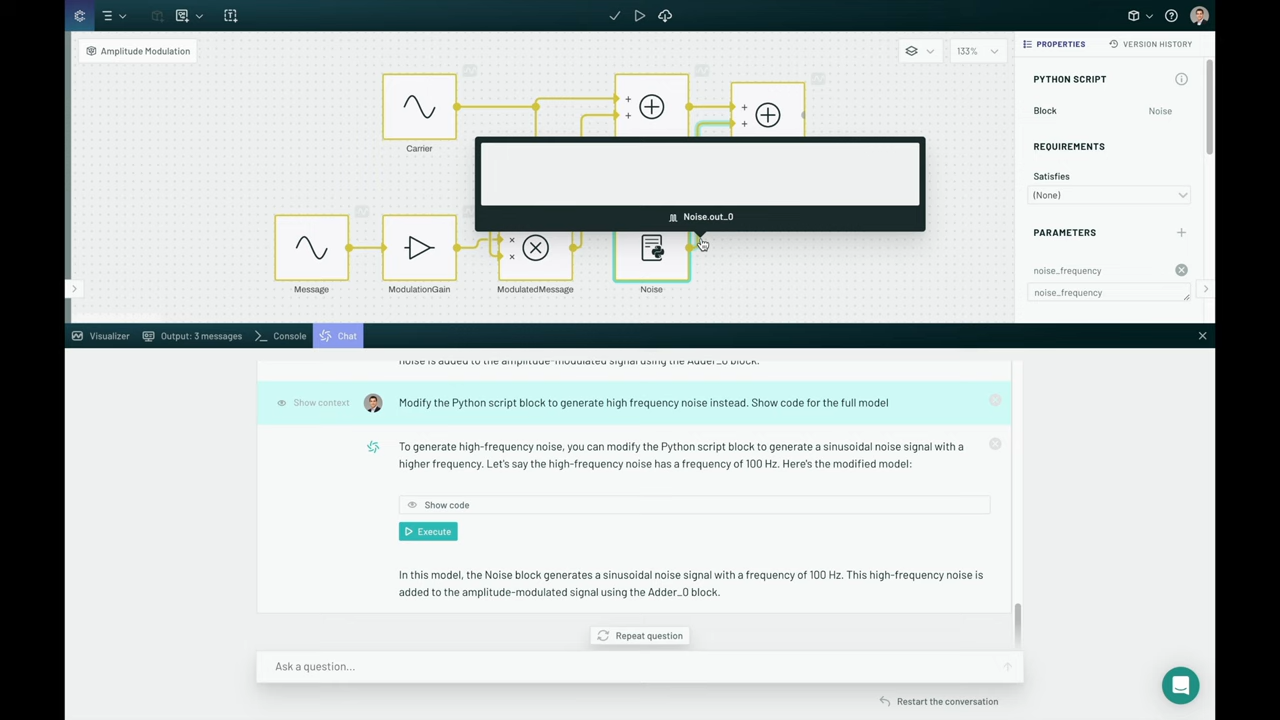 Amplitude Modulation
133%
PROPERTIES
VERSION HISTORY
PYTHON SCRIPT
Block
Noise
REQUIREMENTS
Satisfies
(None)
PARAMETERS
noise_frequency
noise_frequency
Carrier
Noise.out_0
Message
ModulationGain
ModulatedMessage
Noise
Visualizer
Output: 3 messages
Console
Chat
noise is added to the amplitude-modulated signal using the Adder_0 block.
Show context
Modify the Python script block to generate high frequency noise instead. Show code for the full model
To generate high-frequency noise, you can modify the Python script block to generate a sinusoidal noise signal with a
higher frequency. Let's say the high-frequency noise has a frequency of 100 Hz. Here's the modified model:
Show code
Execute
In this model, the Noise block generates a sinusoidal noise signal with a frequency of 100 Hz. This high-frequency noise is
added to the amplitude-modulated signal using the Adder_0 block.
Repeat question
Ask a question...
Restart the conversation